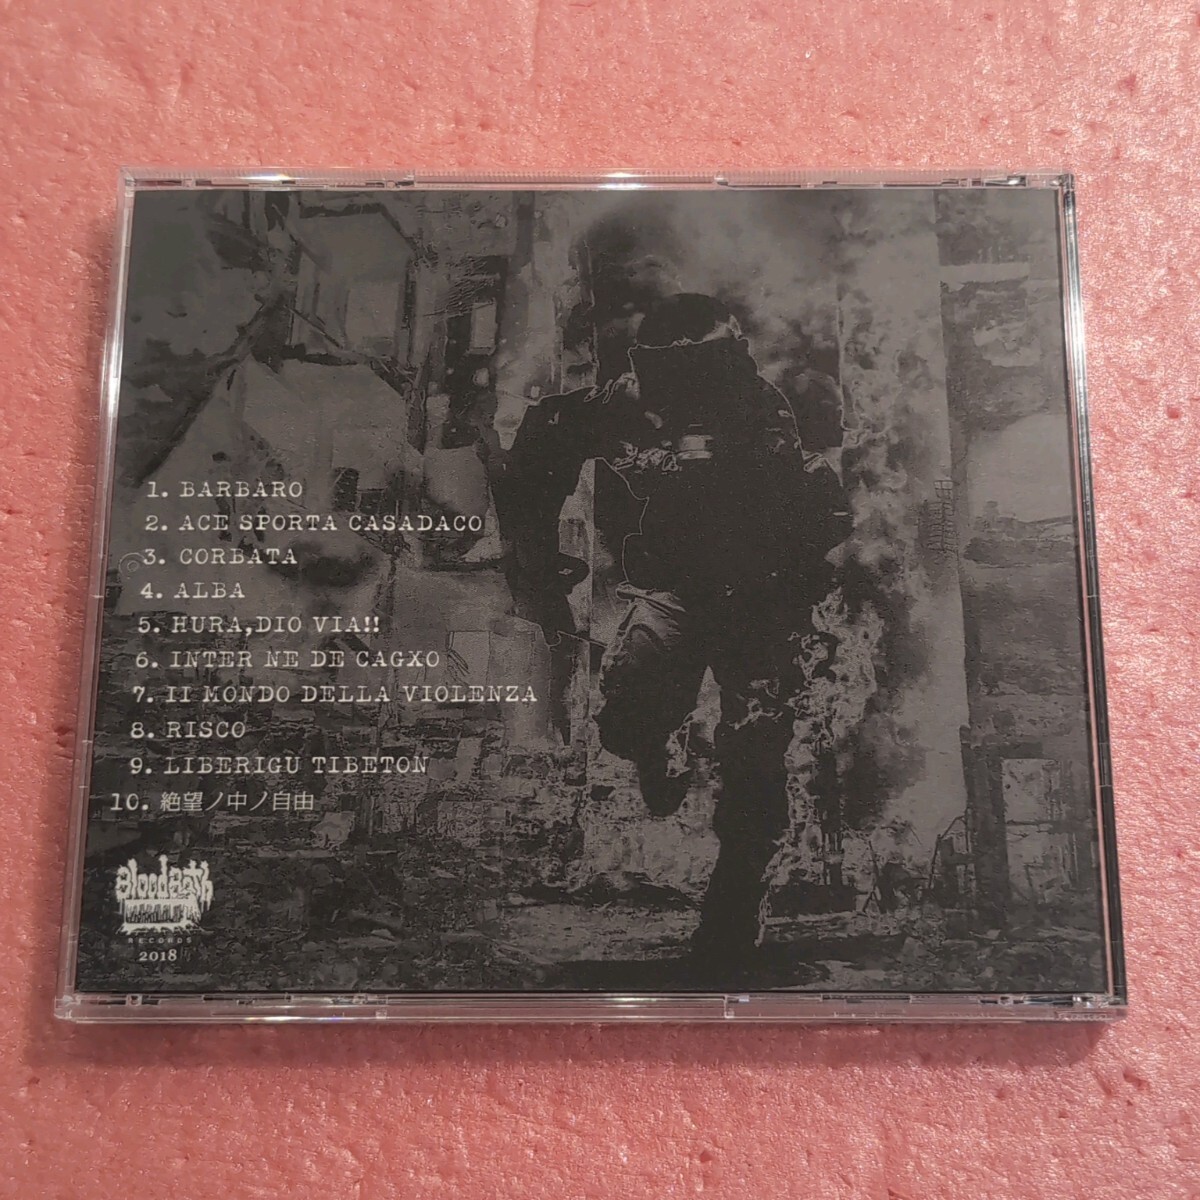 1. BARBARO
2. ACE SPORTA CASADACO
3. CORBATA
4. ALBA
5. HURA,DIO VIA!!
6. INTER NE DE CAGXO
7. II MONDO DELLA VIOLENZA
8. RISCO
9. LIBERIGU TIBETON
10. 絶望ノ中ノ自由
BloodBath
RECORDS
2018